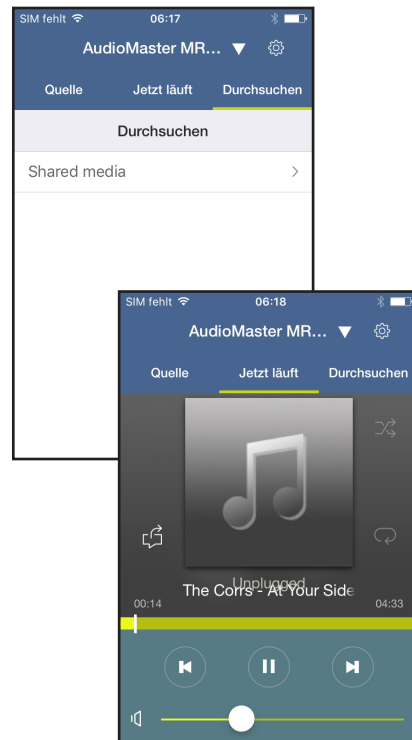 SIM fehlt 06:17
AudioMaster MR... ▼
Quelle Jetzt läuft Durchsuchen
Durchsuchen
Shared media >
SIM fehlt 06:18
AudioMaster MR... ▼
Quelle Jetzt läuft Durchsuchen
Unplugged
The Corrs - At Your Side
00:14 04:33